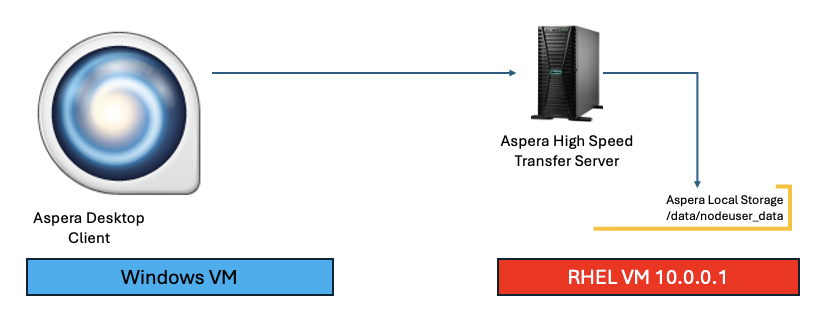 Aspera Desktop
Client
Windows VM
Aspera High Speed
Transfer Server
Aspera Local Storage
/data/nodeuser_data
RHEL VM 10.0.0.1